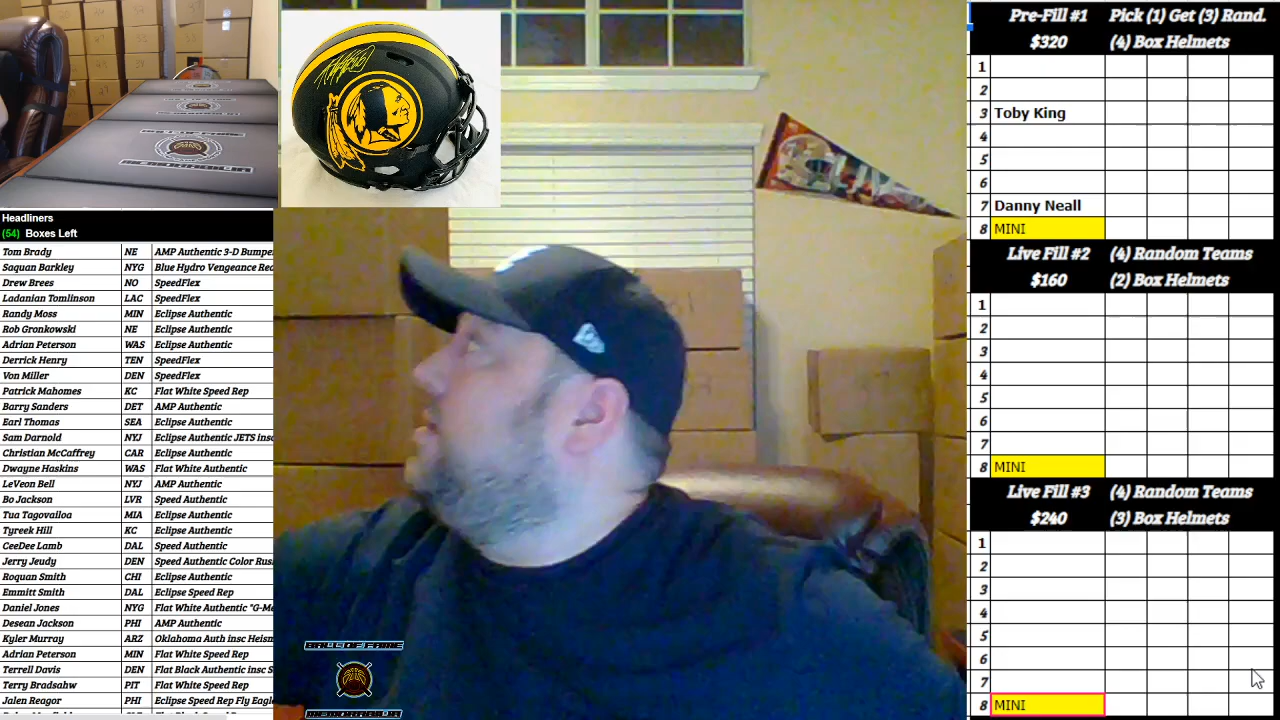 Headliners
(54) Boxes Left
Tom Brady NE AMP Authentic 3-D Bumpe
Saquan Barkley NYG Blue Hydro Vengeance Rec
Drew Brees NO SpeedFlex
Ladanian Tomlinson LAC SpeedFlex
Randy Moss MIN Eclipse Authentic
Rob Gronkowski NE Eclipse Authentic
Adrian Peterson WAS Eclipse Authentic
Derrick Henry TEN SpeedFlex
Von Miller DEN SpeedFlex
Patrick Mahomes KC Flat White Speed Rep
Barry Sanders DET AMP Authentic
Earl Thomas SEA Eclipse Authentic
Sam Darnold NYJ Eclipse Authentic JETS insc
Christian McCaffrey CAR Eclipse Authentic
Dwayne Haskins WAS Flat White Authentic
LeVeon Bell NYJ AMP Authentic
Bo Jackson LVR Speed Authentic
Tua Tagovailoa MIA Eclipse Authentic
Tyreek Hill KC Eclipse Authentic
CeeDee Lamb DAL Speed Authentic
Jerry Jeudy DEN Speed Authentic Color Rus
Roquan Smith CHI Eclipse Authentic
Emmitt Smith DAL Eclipse Speed Rep
Daniel Jones NYG Flat White Authentic "G-Me
Desean Jackson PHI AMP Authentic
Kyler Murray ARZ Oklahoma Auth insc Heism
Adrian Peterson MIN Flat White Speed Rep
Terrell Davis DEN Flat Black Authentic insc S
Terry Bradsahw PIT Flat White Speed Rep
Jalen Reagor PHI Eclipse Speed Rep Fly Eagle
BALL OF FAME
MEMORABILIA
Pre-Fill #1 Pick (1) Get (3) Rand.
$320 (4) Box Helmets
1
2
3 Toby King
4
5
6
7 Danny Neall
8 MINI
Live Fill #2 (4) Random Teams
$160 (2) Box Helmets
1
2
3
4
5
6
7
8 MINI
Live Fill #3 (4) Random Teams
$240 (3) Box Helmets
1
2
3
4
5
6
7
8 MINI